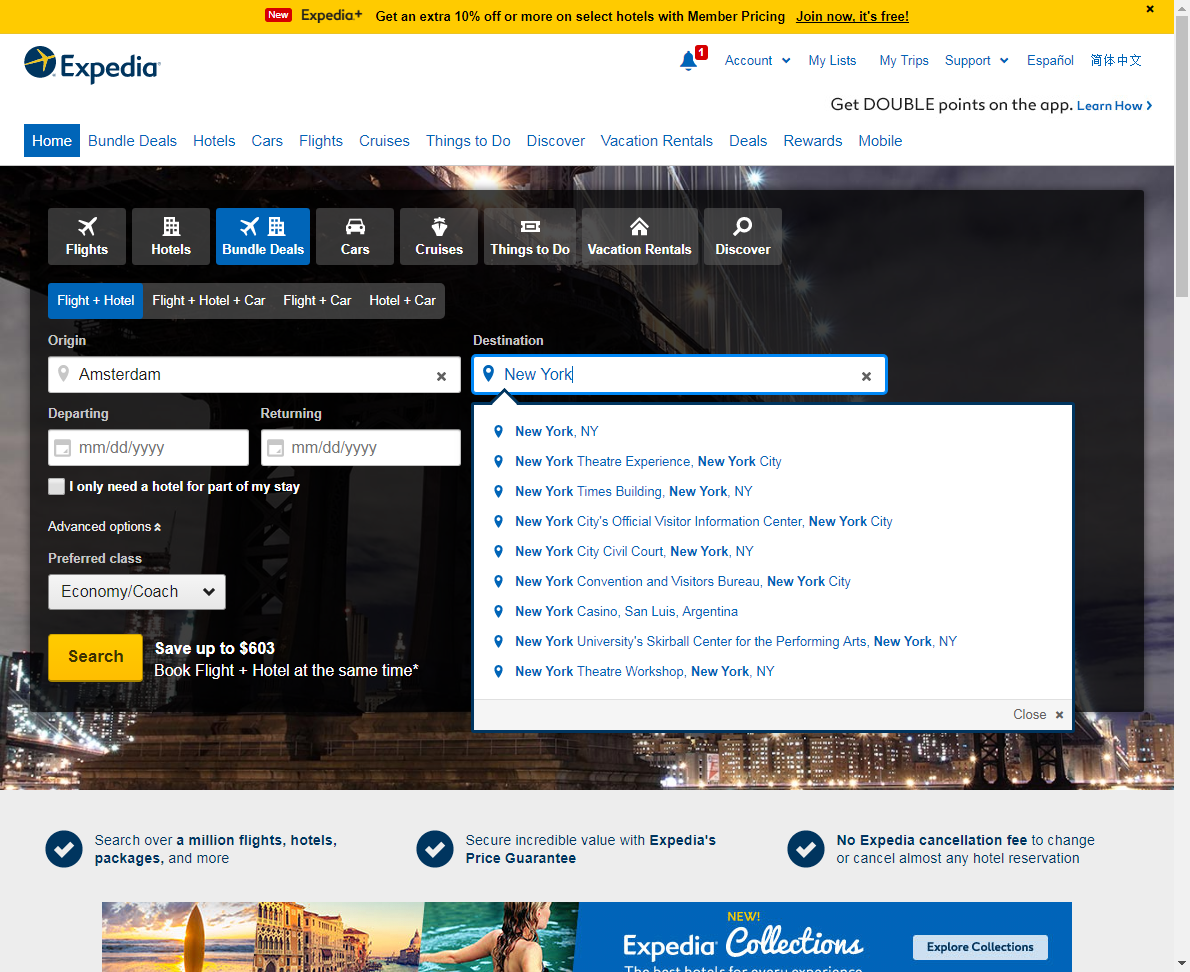 New Expedia+ Get an extra 10% off or more on select hotels with Member Pricing Join now, it's free!
Expedia
1 Account My Lists My Trips Support Español 简体中文
Get DOUBLE points on the app. Learn How
Home Bundle Deals Hotels Cars Flights Cruises Things to Do Discover Vacation Rentals Deals Rewards Mobile
Flights Hotels Bundle Deals Cars Cruises Things to Do Vacation Rentals Discover
Flight + Hotel Flight + Hotel + Car Flight + Car Hotel + Car
Origin Destination
Amsterdam New York
Departing Returning
mm/dd/yyyy mm/dd/yyyy
I only need a hotel for part of my stay
Advanced options
Preferred class
Economy/Coach
Search Save up to $603
Book Flight + Hotel at the same time*
New York, NY
New York Theatre Experience, New York City
New York Times Building, New York, NY
New York City's Official Visitor Information Center, New York City
New York City Civil Court, New York, NY
New York Convention and Visitors Bureau, New York City
New York Casino, San Luis, Argentina
New York University's Skirball Center for the Performing Arts, New York, NY
New York Theatre Workshop, New York, NY
Close
Search over a million flights, hotels,
packages, and more
Secure incredible value with Expedia's
Price Guarantee
No Expedia cancellation fee to change
or cancel almost any hotel reservation
NEW!
Expedia Collections
Explore Collections
The best hotels for every experience